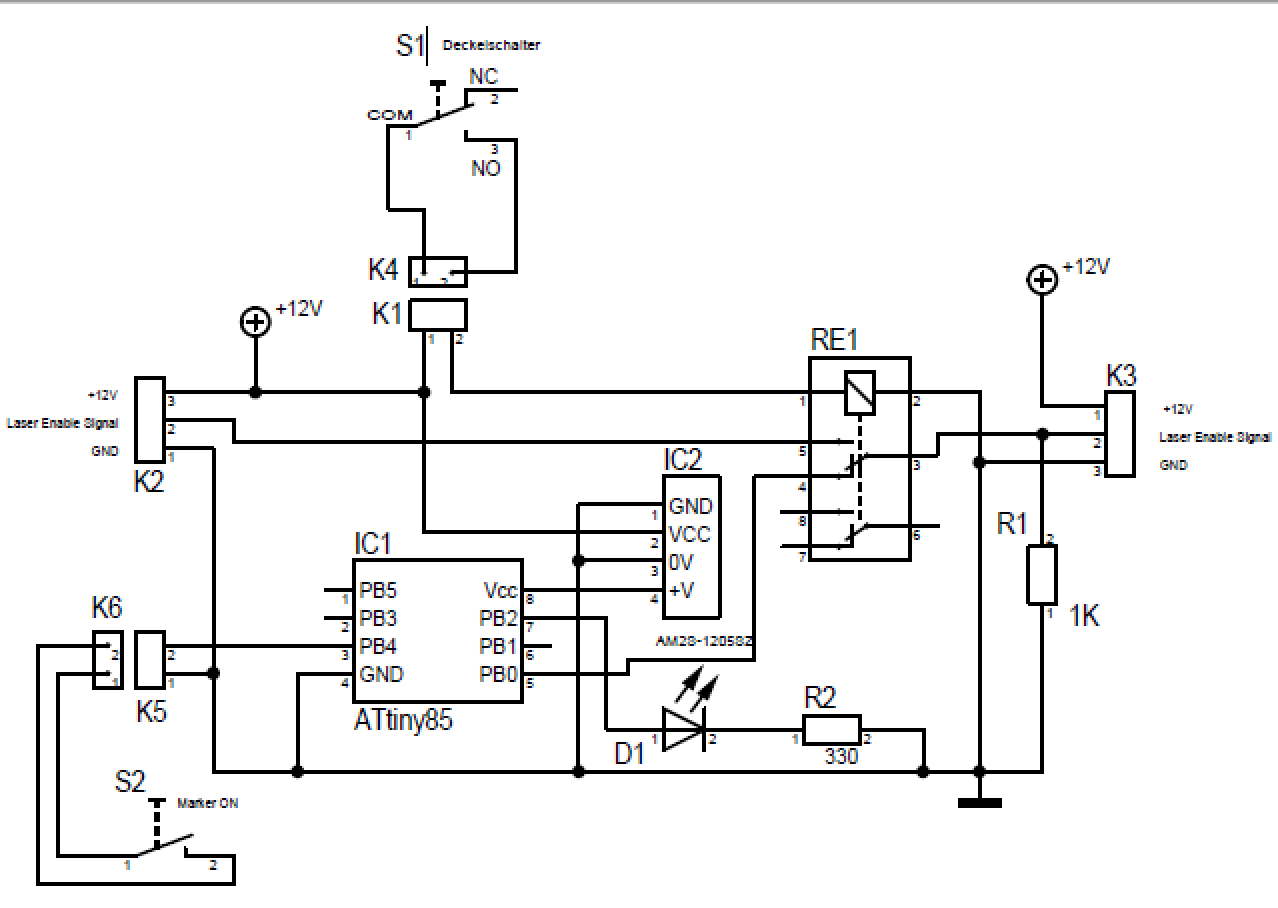 S1 Deckelschalter
NC
2
COM
1
3
NO
K4
1 2
K1
1 2
+12V
+12V
RE1
K3
+12V
Laser Enable Signal
GND
3
2
1
K2
1
2
5
3
4
8
6
7
1
2
3
+12V
Laser Enable Signal
GND
IC2
GND
VCC
0V
+V
1
2
3
4
AM2S-1205SZ
R1
2
1
1K
IC1
PB5
PB3
PB4
GND
Vcc
PB2
PB1
PB0
1
2
3
4
8
7
6
5
ATtiny85
K6
2
1
2
1
K5
D1
1 2
R2
1 2
330
S2
Marker ON
1 2